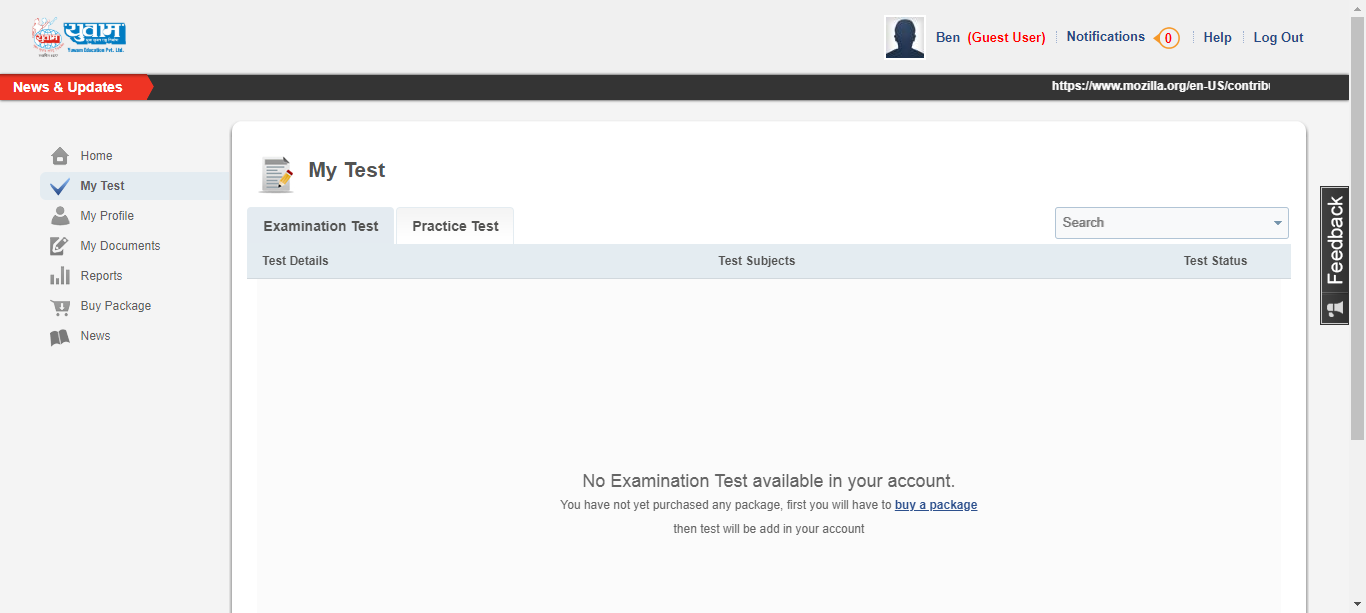 युवाम
Yuwam Education Pvt. Ltd.
Ben (Guest User)
Notifications 0
Help
Log Out
News & Updates
https://www.mozilla.org/en-US/contrib
Home
My Test
My Profile
My Documents
Reports
Buy Package
News
My Test
Examination Test
Practice Test
Search
Test Details
Test Subjects
Test Status
No Examination Test available in your account.
You have not yet purchased any package, first you will have to buy a package
then test will be add in your account
Feedback